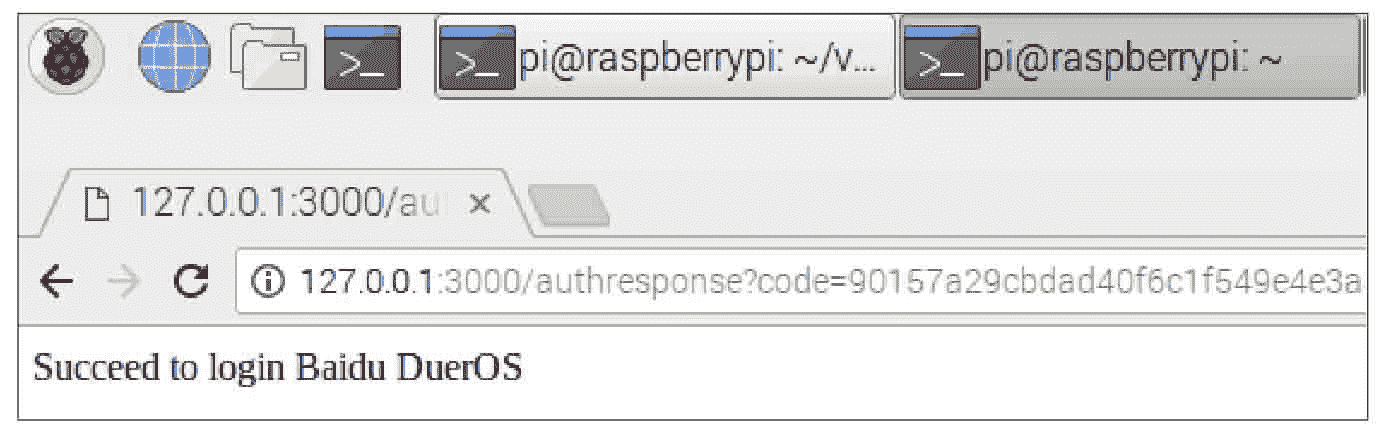 pi@raspberrypi: ~/v... pi@raspberrypi: ~
127.0.0.1:3000/au
127.0.0.1:3000/authresponse?code=90157a29cbdad40f6c1f549e4e3a
Succeed to login Baidu DuerOS